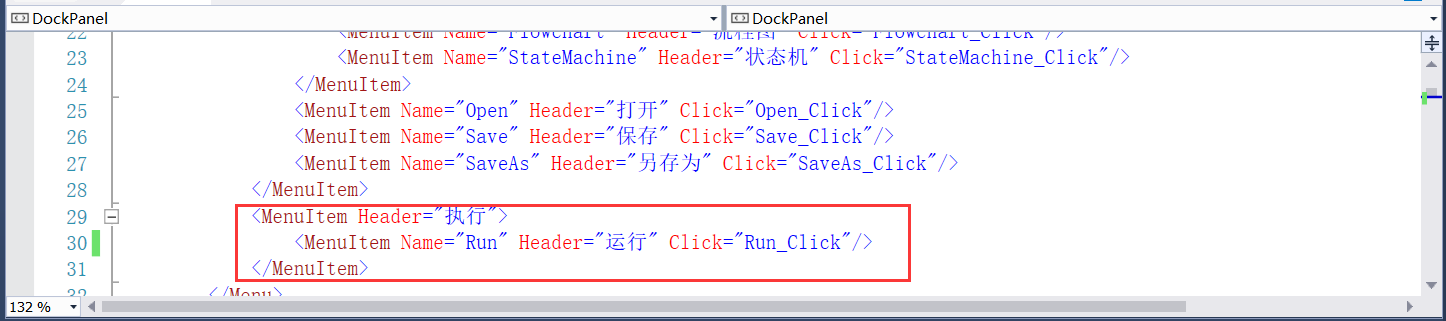 DockPanel DockPanel
22 <MenuItem Name="Flowchart" Header="流程图" Click="Flowchart_Click"/>
23 <MenuItem Name="StateMachine" Header="状态机" Click="StateMachine_Click"/>
24 </MenuItem>
25 <MenuItem Name="Open" Header="打开" Click="Open_Click"/>
26 <MenuItem Name="Save" Header="保存" Click="Save_Click"/>
27 <MenuItem Name="SaveAs" Header="另存为" Click="SaveAs_Click"/>
28 </MenuItem>
29 <MenuItem Header="执行">
30 <MenuItem Name="Run" Header="运行" Click="Run_Click"/>
31 </MenuItem>
32 </Menu>
132 %